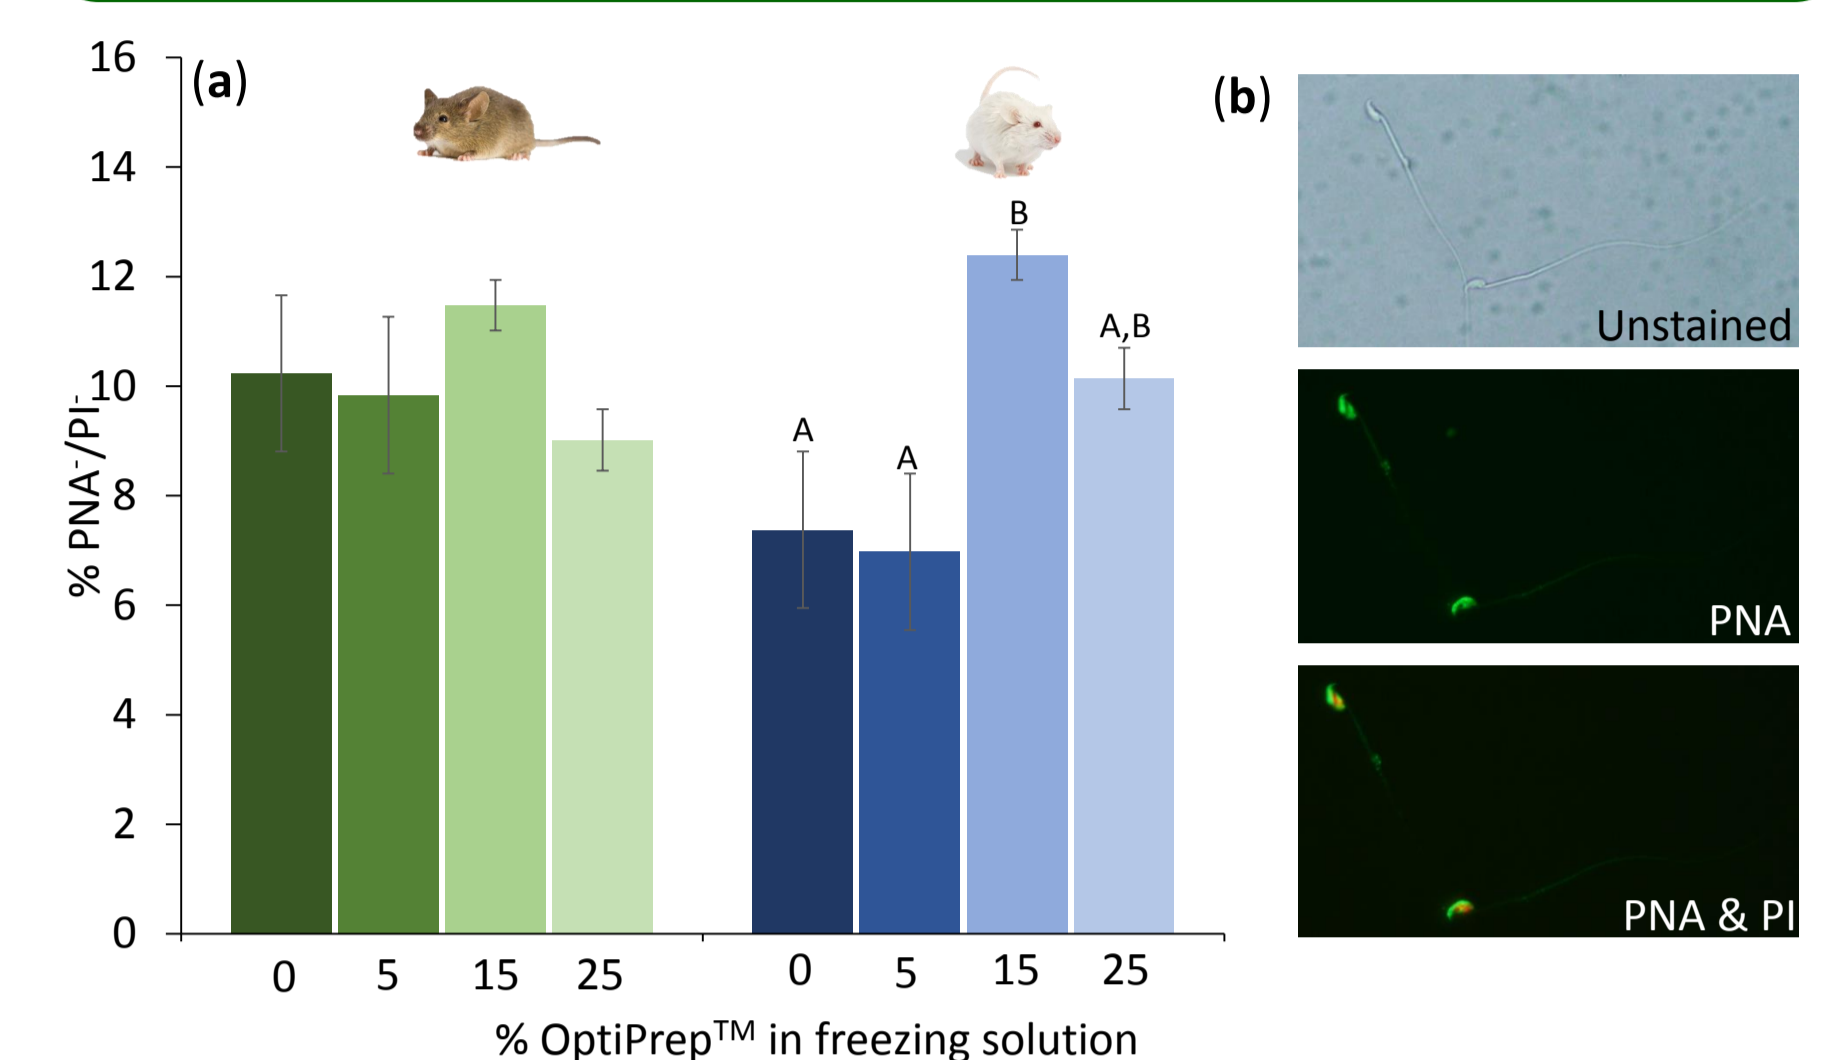 (a)
(b)
16
14
12
10
8
6
4
2
0
% PNA⁻/PI⁻
B
A,B
A
A
0 5 15 25 0 5 15 25
% OptiPrep™ in freezing solution
Unstained
PNA
PNA & PI